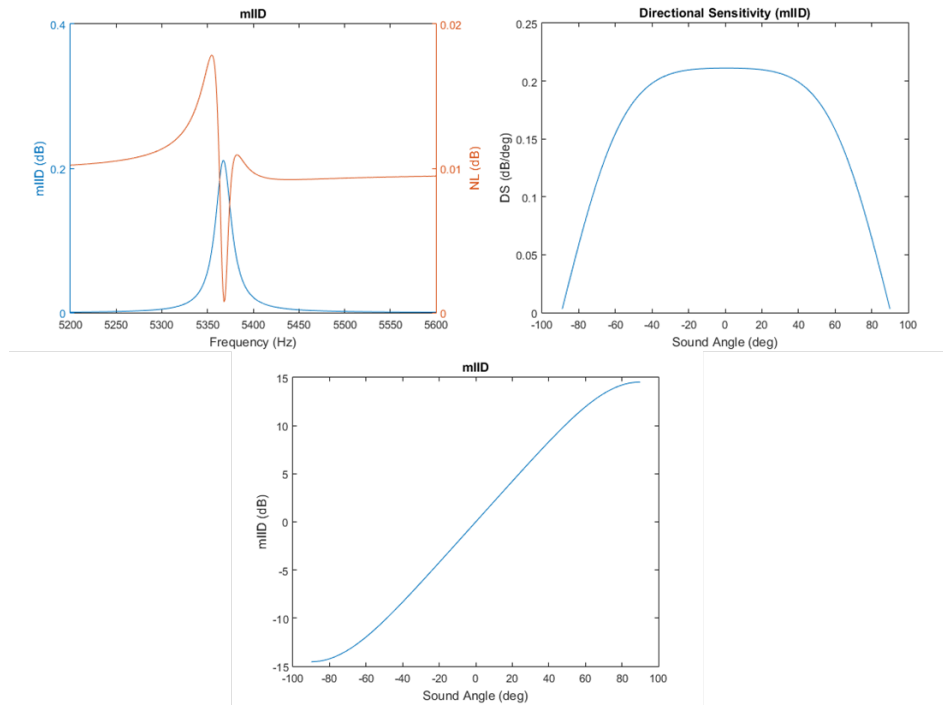 mIID
0.4
0.2
0
mIID (dB)
0.02
0.01
0
NL (dB)
5200 5250 5300 5350 5400 5450 5500 5550 5600
Frequency (Hz)
Directional Sensitivity (mIID)
0.25
0.2
0.15
0.1
0.05
0
DS (dB/deg)
-100 -80 -60 -40 -20 0 20 40 60 80 100
Sound Angle (deg)
mIID
15
10
5
0
-5
-10
-15
mIID (dB)
-100 -80 -60 -40 -20 0 20 40 60 80 100
Sound Angle (deg)